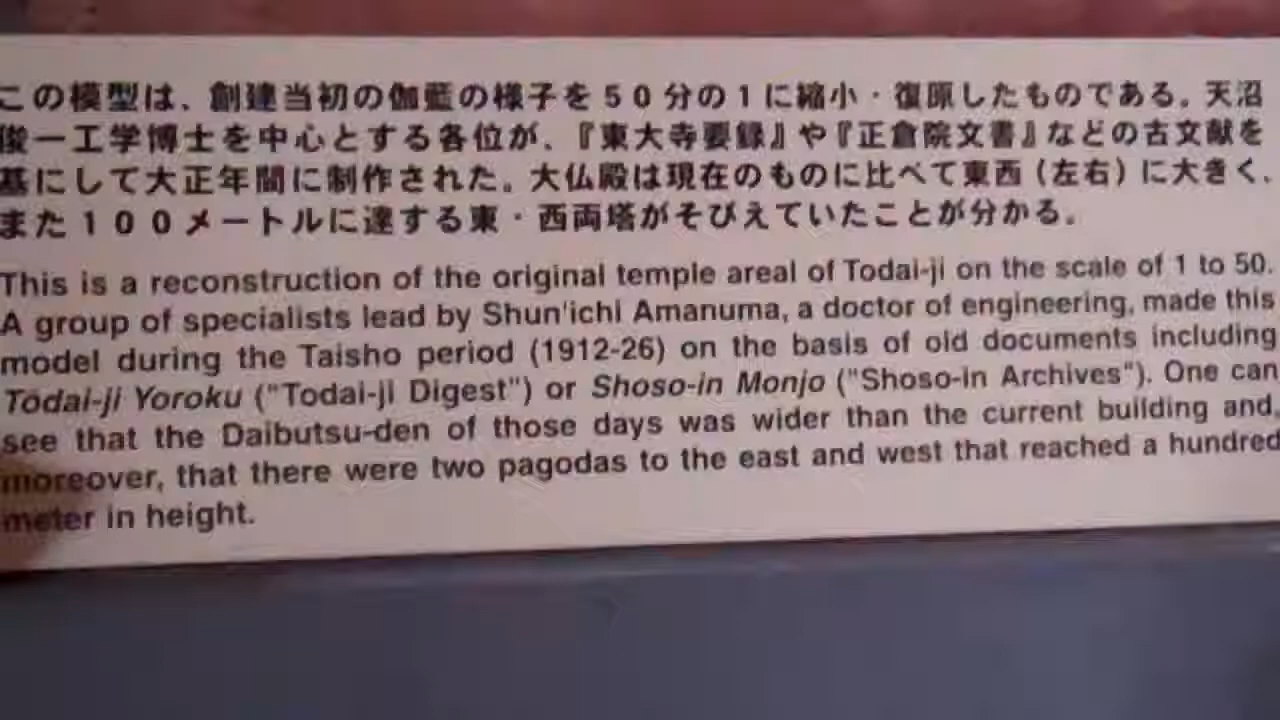 この模型は、創建当初の伽藍の様子を50分の1に縮小・復原したものである。天沼
俊一工学博士を中心とする各位が、『東大寺要録』や『正倉院文書』などの古文献を
基にして大正年間に制作された。大仏殿は現在のものに比べて東西（左右）に大きく、
また100メートルに達する東・西両塔がそびえていたことが分かる。
This is a reconstruction of the original temple areal of Todai-ji on the scale of 1 to 50.
A group of specialists lead by Shun'ichi Amanuma, a doctor of engineering, made this
model during the Taisho period (1912-26) on the basis of old documents including
Todai-ji Yoroku ("Todai-ji Digest") or Shoso-in Monjo ("Shoso-in Archives"). One can
see that the Daibutsu-den of those days was wider than the current building and,
moreover, that there were two pagodas to the east and west that reached a hundred
meter in height.